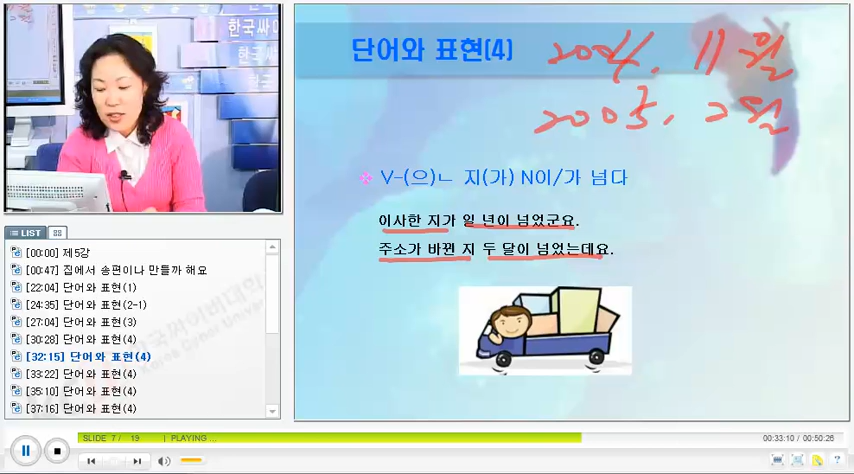 한국싸이
단어와 표현(4)
2004. 11월
2005. 2월
V-(으)ㄴ 지(가) N이/가 넘다
이사한 지가 일 년이 넘었군요.
주소가 바뀐 지 두 달이 넘었는데요.
LIST
[00:00] 제5강
[00:47] 집에서 송편이나 만들까 해요
[22:04] 단어와 표현(1)
[24:35] 단어와 표현(2-1)
[27:04] 단어와 표현(3)
[30:28] 단어와 표현(4)
[32:15] 단어와 표현(4)
[33:22] 단어와 표현(4)
[35:10] 단어와 표현(4)
[37:16] 단어와 표현(4)
SLIDE 7 / 19 | PLAYING ...
00:33:10 / 00:50:26